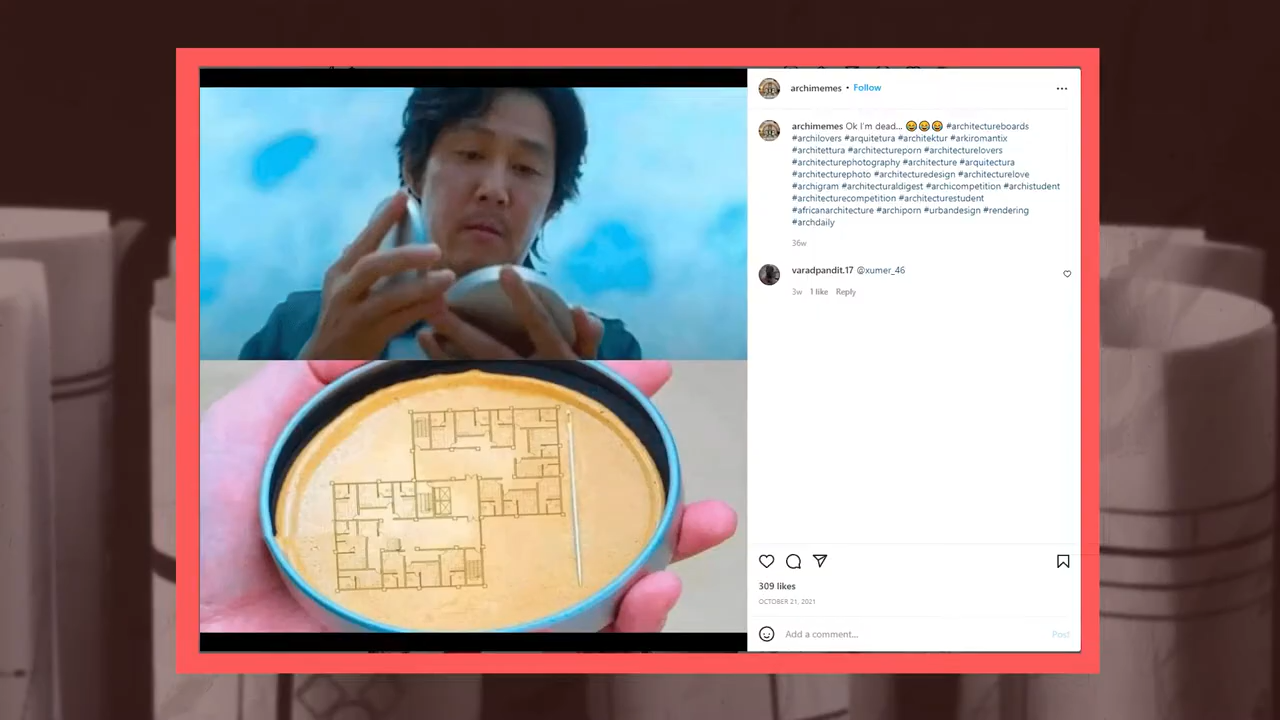 archimemes • Follow
archimemes Ok I'm dead... 😂😂😂 #architectureboards
#archilovers #arquitetura #architektur #arkiromantix
#architettura #architectureporn #architecturelovers
#architecturephotography #architecture #arquitectura
#architecturephoto #architecturedesign #architecturelove
#archigram #architecturaldigest #archicompetition #archistudent
#architecturecompetition #architecturestudent
#africanarchitecture #archiporn #urbandesign #rendering
#archdaily
36w
varadpandit.17 @xumer_46
3w 1 like Reply
309 likes
OCTOBER 21, 2021
Add a comment...
Post